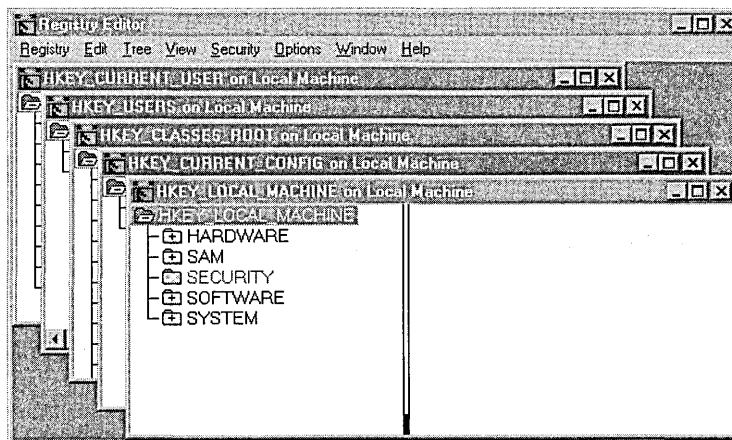 Registry Editor
Registry Edit Tree View Security Options Window Help
HKEY_CURRENT_USER on Local Machine
HKEY_USERS on Local Machine
HKEY_CLASSES_ROOT on Local Machine
HKEY_CURRENT_CONFIG on Local Machine
HKEY_LOCAL_MACHINE on Local Machine
HKEY_LOCAL_MACHINE
HARDWARE
SAM
SECURITY
SOFTWARE
SYSTEM